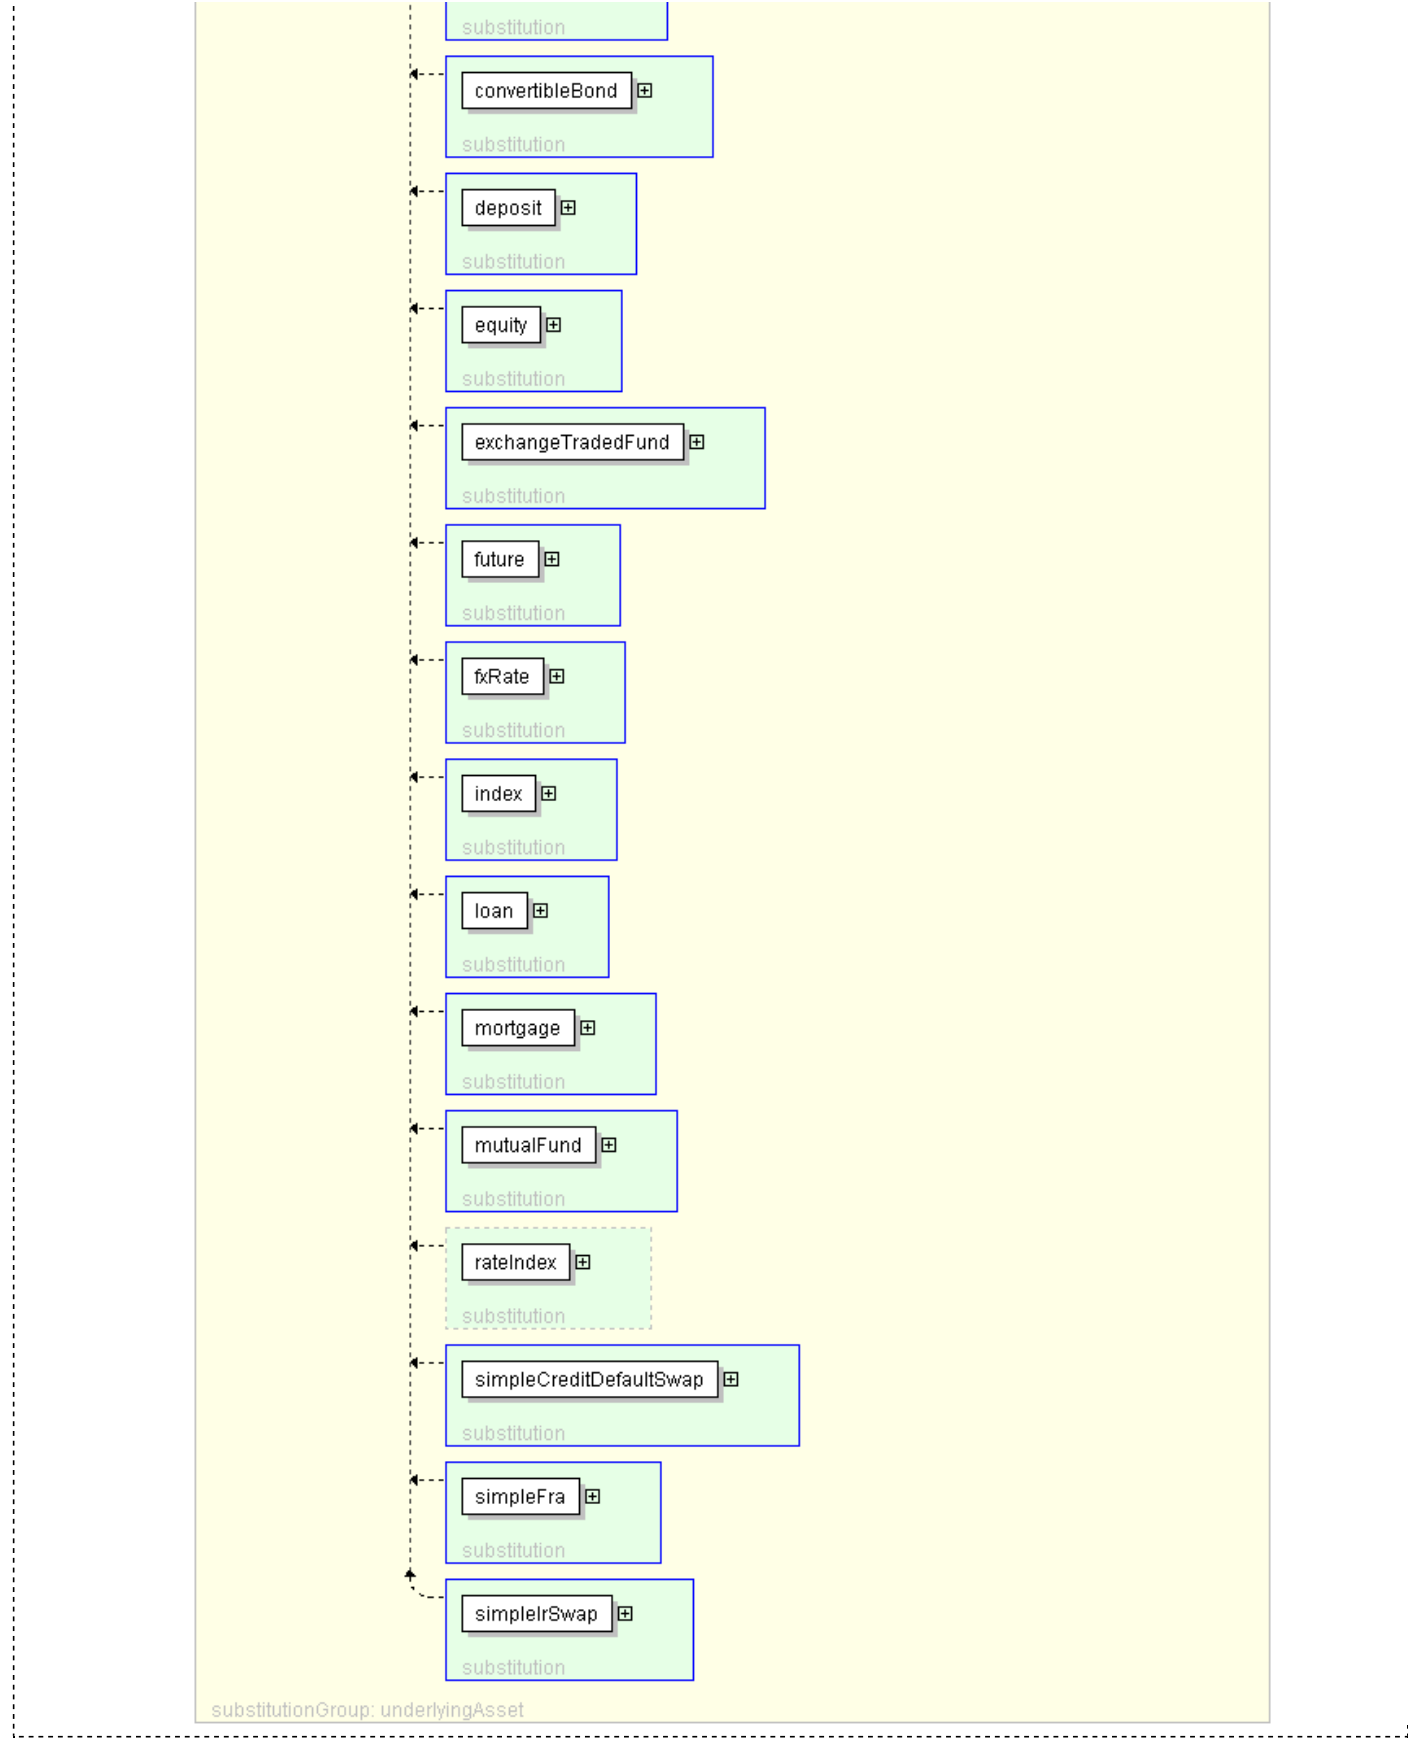 substitution
convertibleBond
substitution
deposit
substitution
equity
substitution
exchangeTradedFund
substitution
future
substitution
fxRate
substitution
index
substitution
loan
substitution
mortgage
substitution
mutualFund
substitution
rateIndex
substitution
simpleCreditDefaultSwap
substitution
simpleFra
substitution
simpleIrSwap
substitution
substitutionGroup: underlyingAsset